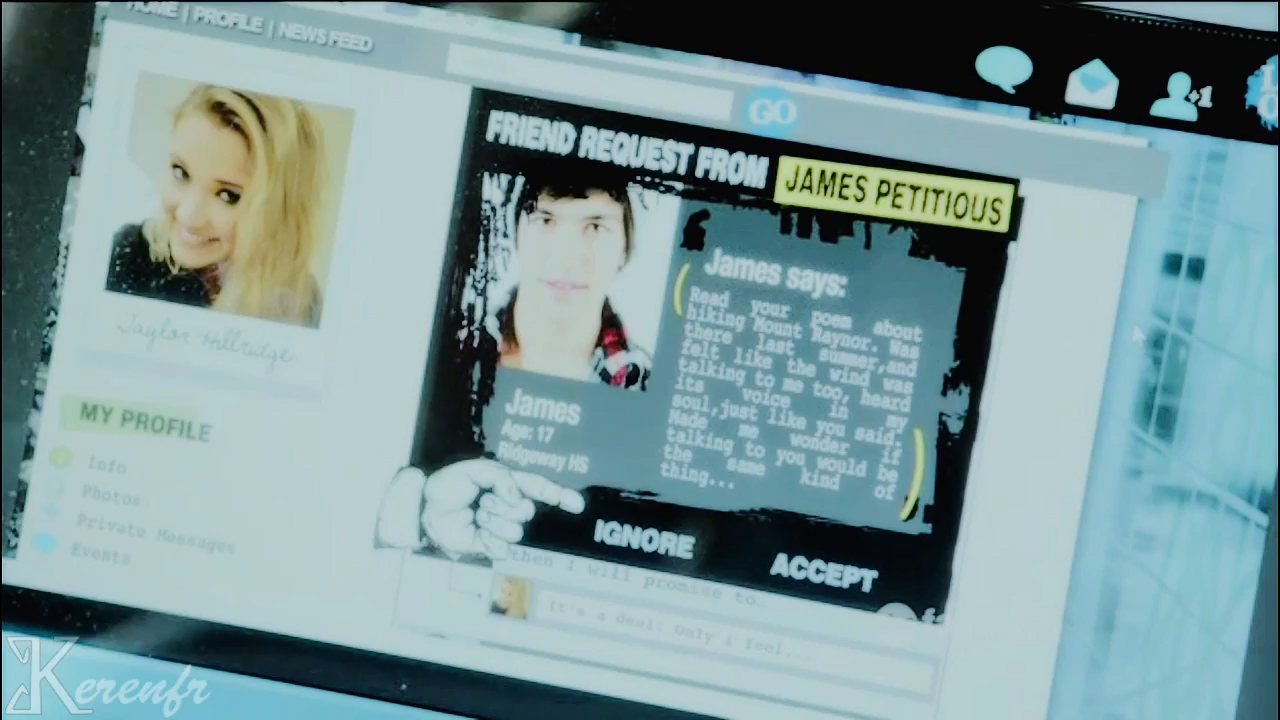 HOME | PROFILE | NEWS FEED
GO
+1
FRIEND REQUEST FROM JAMES PETITIOUS
Taylor Hillridge
James says:
Read your poem about
hiking Mount Raynor. Was
there last summer,and
felt like the wind was
talking to me too, heard
its voice in my
soul,just like you said.
Made me wonder if
talking to you would be
the same kind of
thing...
James
Age: 17
Ridgeway HS
MY PROFILE
Info
Photos
Private Messages
Events
IGNORE
ACCEPT
then I will promise to
It's a deal! Only I feel...
Kerenfr